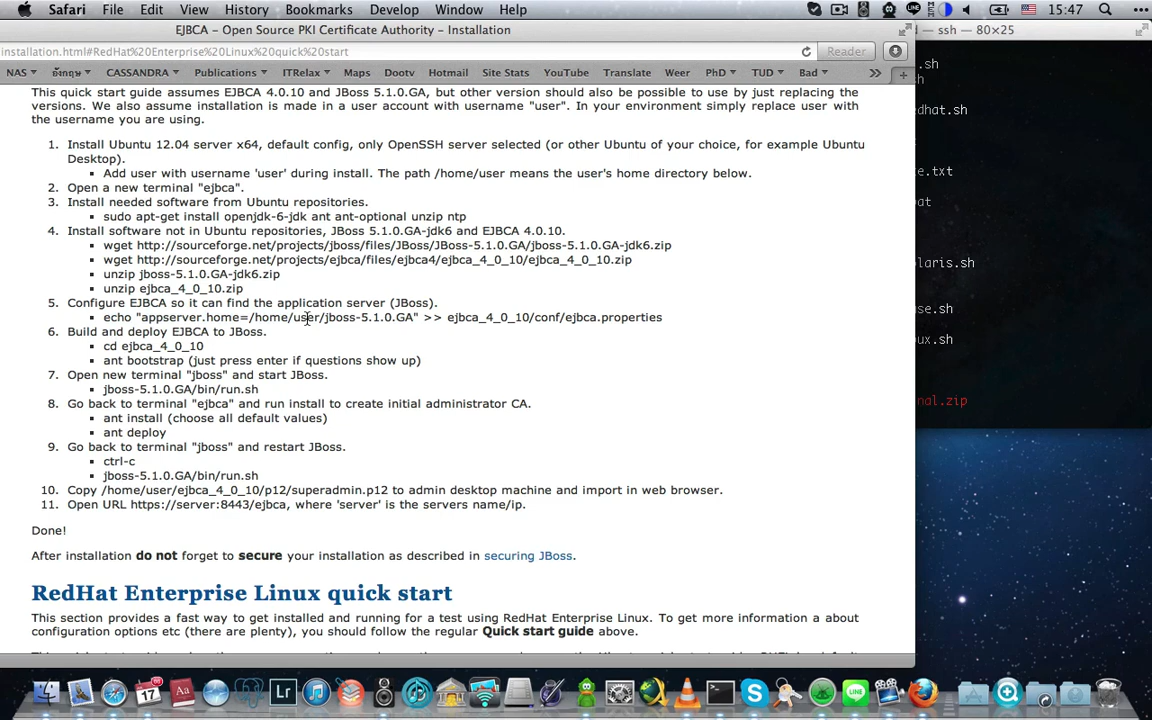 Safari File Edit View History Bookmarks Develop Window Help 15:47
EJBCA – Open Source PKI Certificate Authority – Installation
— ssh — 80×25
installation.html#RedHat%20Enterprise%20Linux%20quick%20start Reader
NAS อังกฤษ CASSANDRA Publications ITRelax Maps Dootv Hotmail Site Stats YouTube Translate Weer PhD TUD Bad
This quick start guide assumes EJBCA 4.0.10 and JBoss 5.1.0.GA, but other version should also be possible to use by just replacing the
versions. We also assume installation is made in a user account with username "user". In your environment simply replace user with
the username you are using.
1. Install Ubuntu 12.04 server x64, default config, only OpenSSH server selected (or other Ubuntu of your choice, for example Ubuntu
Desktop).
▪ Add user with username 'user' during install. The path /home/user means the user's home directory below.
2. Open a new terminal "ejbca".
3. Install needed software from Ubuntu repositories.
▪ sudo apt-get install openjdk-6-jdk ant ant-optional unzip ntp
4. Install software not in Ubuntu repositories, JBoss 5.1.0.GA-jdk6 and EJBCA 4.0.10.
▪ wget http://sourceforge.net/projects/jboss/files/JBoss/JBoss-5.1.0.GA/jboss-5.1.0.GA-jdk6.zip
▪ wget http://sourceforge.net/projects/ejbca/files/ejbca4/ejbca_4_0_10/ejbca_4_0_10.zip
▪ unzip jboss-5.1.0.GA-jdk6.zip
▪ unzip ejbca_4_0_10.zip
5. Configure EJBCA so it can find the application server (JBoss).
▪ echo "appserver.home=/home/user/jboss-5.1.0.GA" >> ejbca_4_0_10/conf/ejbca.properties
6. Build and deploy EJBCA to JBoss.
▪ cd ejbca_4_0_10
▪ ant bootstrap (just press enter if questions show up)
7. Open new terminal "jboss" and start JBoss.
▪ jboss-5.1.0.GA/bin/run.sh
8. Go back to terminal "ejbca" and run install to create initial administrator CA.
▪ ant install (choose all default values)
▪ ant deploy
9. Go back to terminal "jboss" and restart JBoss.
▪ ctrl-c
▪ jboss-5.1.0.GA/bin/run.sh
10. Copy /home/user/ejbca_4_0_10/p12/superadmin.p12 to admin desktop machine and import in web browser.
11. Open URL https://server:8443/ejbca, where 'server' is the servers name/ip.
Done!
After installation do not forget to secure your installation as described in securing JBoss.
RedHat Enterprise Linux quick start
This section provides a fast way to get installed and running for a test using RedHat Enterprise Linux. To get more information a about
configuration options etc (there are plenty), you should follow the regular Quick start guide above.
.sh
sh
dhat.sh
e.txt
at
laris.sh
se.sh
ux.sh
nal.zip
17
Aa
Lr
LINE